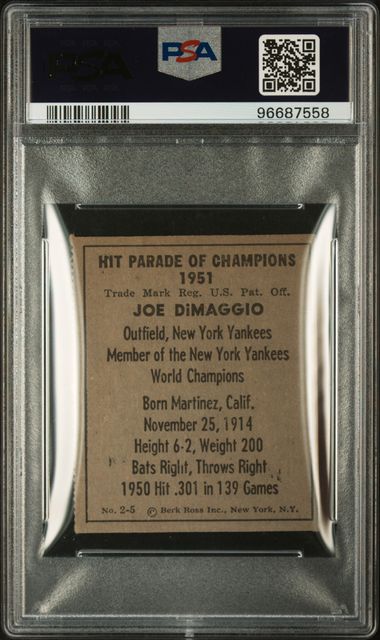 PSA
PSA
96687558
HIT PARADE OF CHAMPIONS
1951
Trade Mark Reg. U.S. Pat. Off.
JOE DiMAGGIO
Outfield, New York Yankees
Member of the New York Yankees
World Champions
Born Martinez, Calif.
November 25, 1914
Height 6-2, Weight 200
Bats Right, Throws Right
1950 Hit .301 in 139 Games
No. 2-5 © Berk Ross Inc., New York, N.Y.